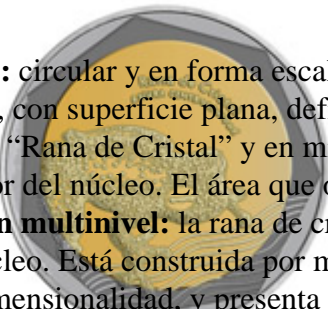 : circular y en forma escal
, con superficie plana, def
“Rana de Cristal” y en m
or del núcleo. El área que o
n multinivel: la rana de cr
cleo. Está construida por m
mensionalidad, y presenta